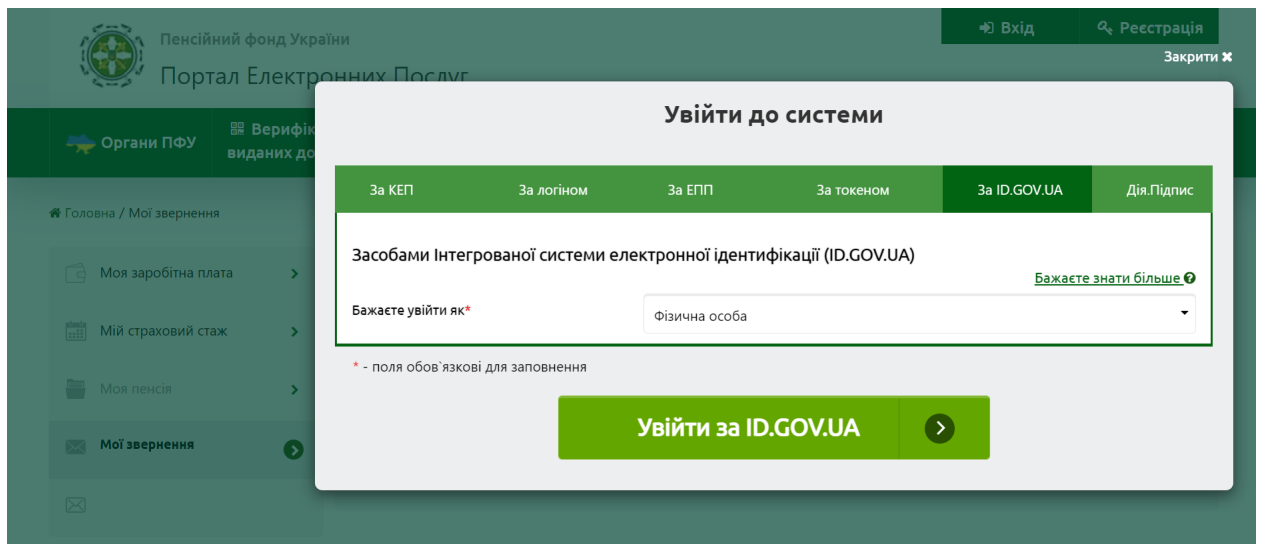 Пенсійний фонд України
Портал Електронних Послуг
Вхід
Реєстрація
Закрити ✖
Органи ПФУ
Верифік
виданих до
Головна / Мої звернення
Моя заробітна плата
Мій страховий стаж
Моя пенсія
Мої звернення
Увійти до системи
За КЕП
За логіном
За ЕПП
За токеном
За ID.GOV.UA
Дія.Підпис
Засобами Інтегрованої системи електронної ідентифікації (ID.GOV.UA)
Бажаєте знати більше
Бажаєте увійти як*
Фізична особа
* - поля обов`язкові для заповнення
Увійти за ID.GOV.UA